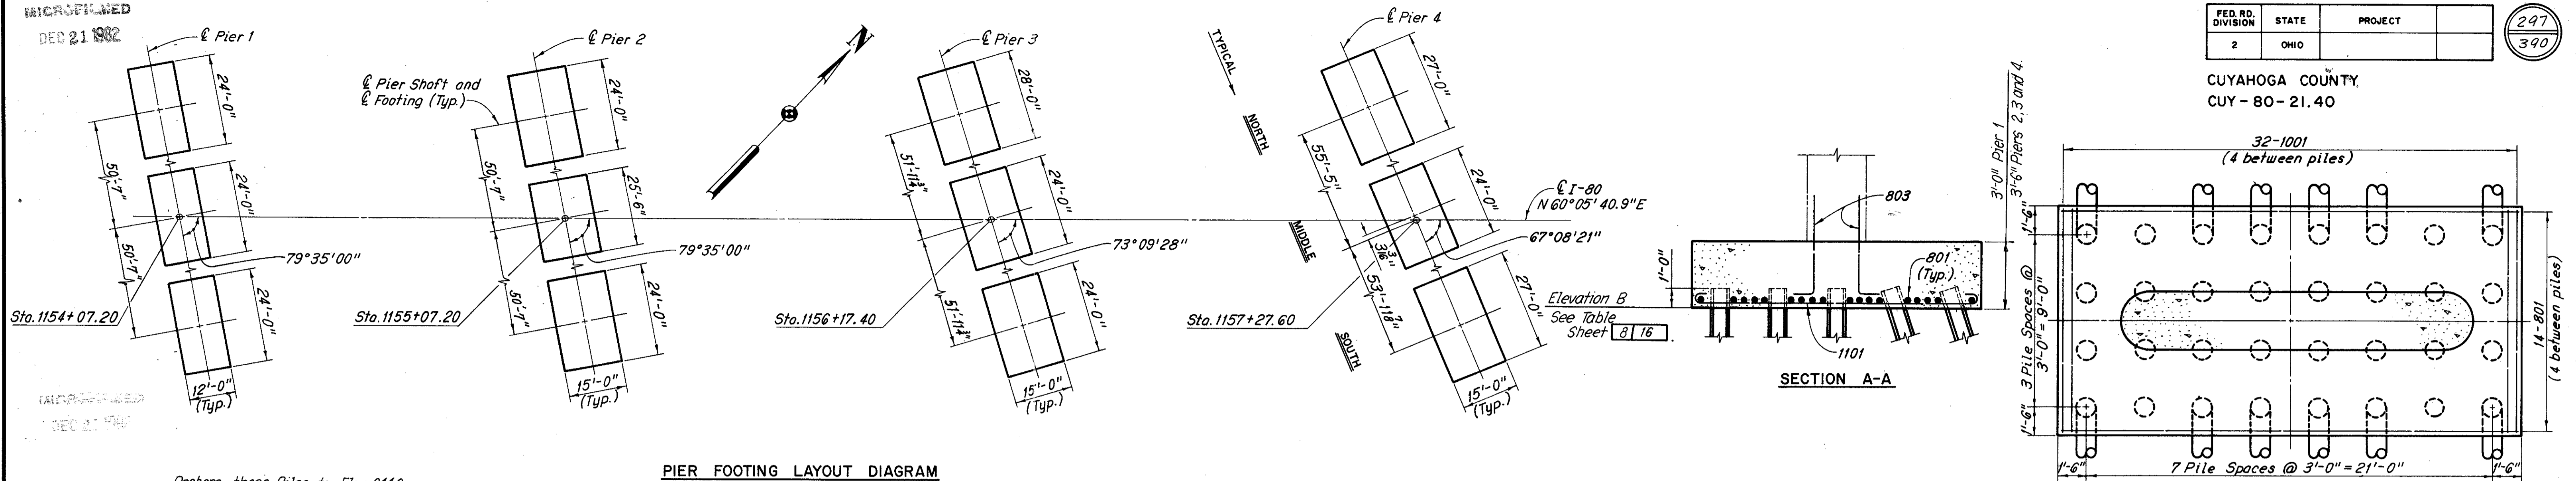 MICROFILMED
DEC 21 1962
℄ Pier 1
24'-0"
50'-7"
24'-0"
50'-7"
79°35'00"
24'-0"
Sta. 1154+07.20
12'-0"
(Typ.)
MICROFILMED
℄ Pier 2
℄ Pier Shaft and
℄ Footing (Typ.)
24'-0"
50'-7"
25'-6"
79°35'00"
Sta. 1155+07.20
50'-7"
24'-0"
15'-0"
(Typ.)
N
℄ Pier 3
28'-0"
51'-11¾"
24'-0"
73°09'28"
Sta. 1156+17.40
51'-11¾"
24'-0"
15'-0"
(Typ.)
TYPICAL
NORTH
MIDDLE
SOUTH
℄ Pier 4
27'-0"
55'-5"
24'-0"
℄ I-80
N 60°05'40.9"E
67°08'21"
3/16"
53'-11 7/8"
27'-0"
Sta. 1157+27.60
15'-0"
(Typ.)
PIER FOOTING LAYOUT DIAGRAM
3'-0" Pier 1
3'-6" Piers 2, 3 and 4.
803
1'-0"
801
(Typ.)
Elevation B
See Table
Sheet 8 16
1101
SECTION A-A
FED. RD. DIVISION STATE PROJECT
2 OHIO
297
390
CUYAHOGA COUNTY
CUY-80-21.40
32-1001
(4 between piles)
1'-6"
3 Pile Spaces @
3'-0" = 9'-0"
1'-6"
14-801
(4 between piles)
1'-6"
7 Pile Spaces @ 3'-0" = 21'-0"
1'-6"